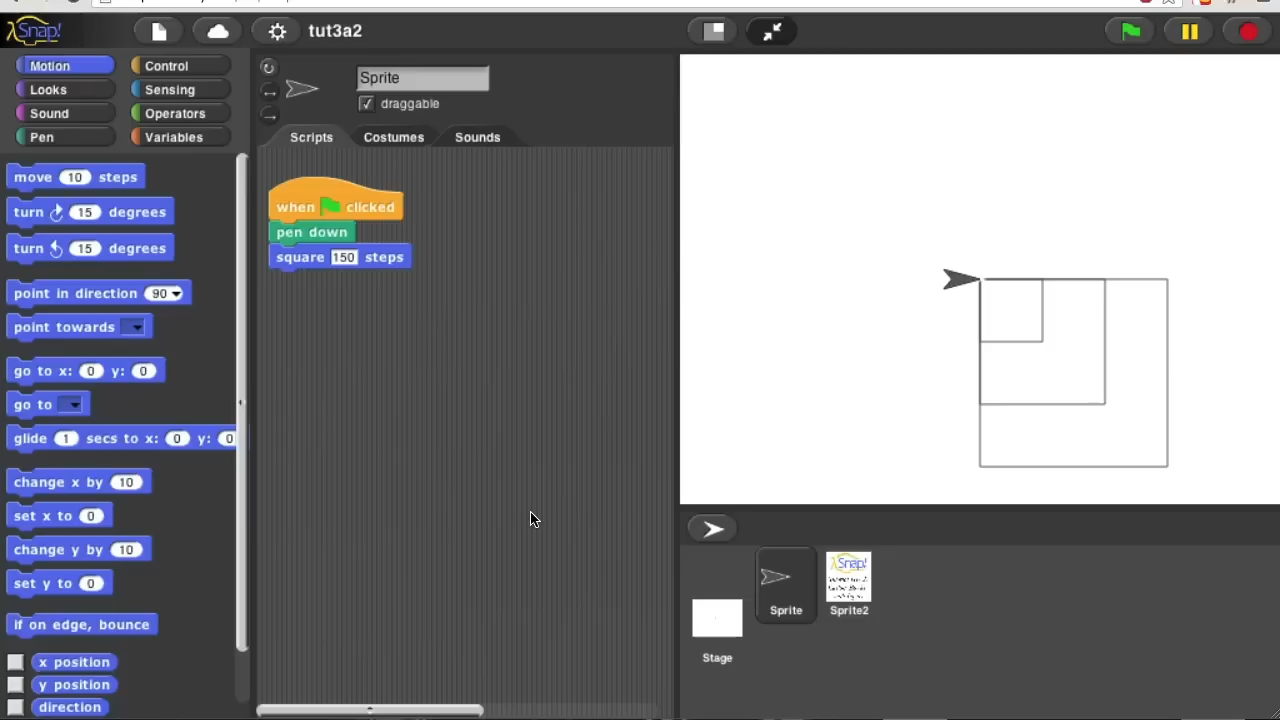 Snap!
tut3a2
Motion
Control
Looks
Sensing
Sound
Operators
Pen
Variables
Sprite
draggable
Scripts
Costumes
Sounds
move 10 steps
turn 15 degrees
turn 15 degrees
point in direction 90
point towards
go to x: 0 y: 0
go to
glide 1 secs to x: 0 y: 0
change x by 10
set x to 0
change y by 10
set y to 0
if on edge, bounce
x position
y position
direction
when clicked
pen down
square 150 steps
Stage
Sprite
Snap!
Sprite2